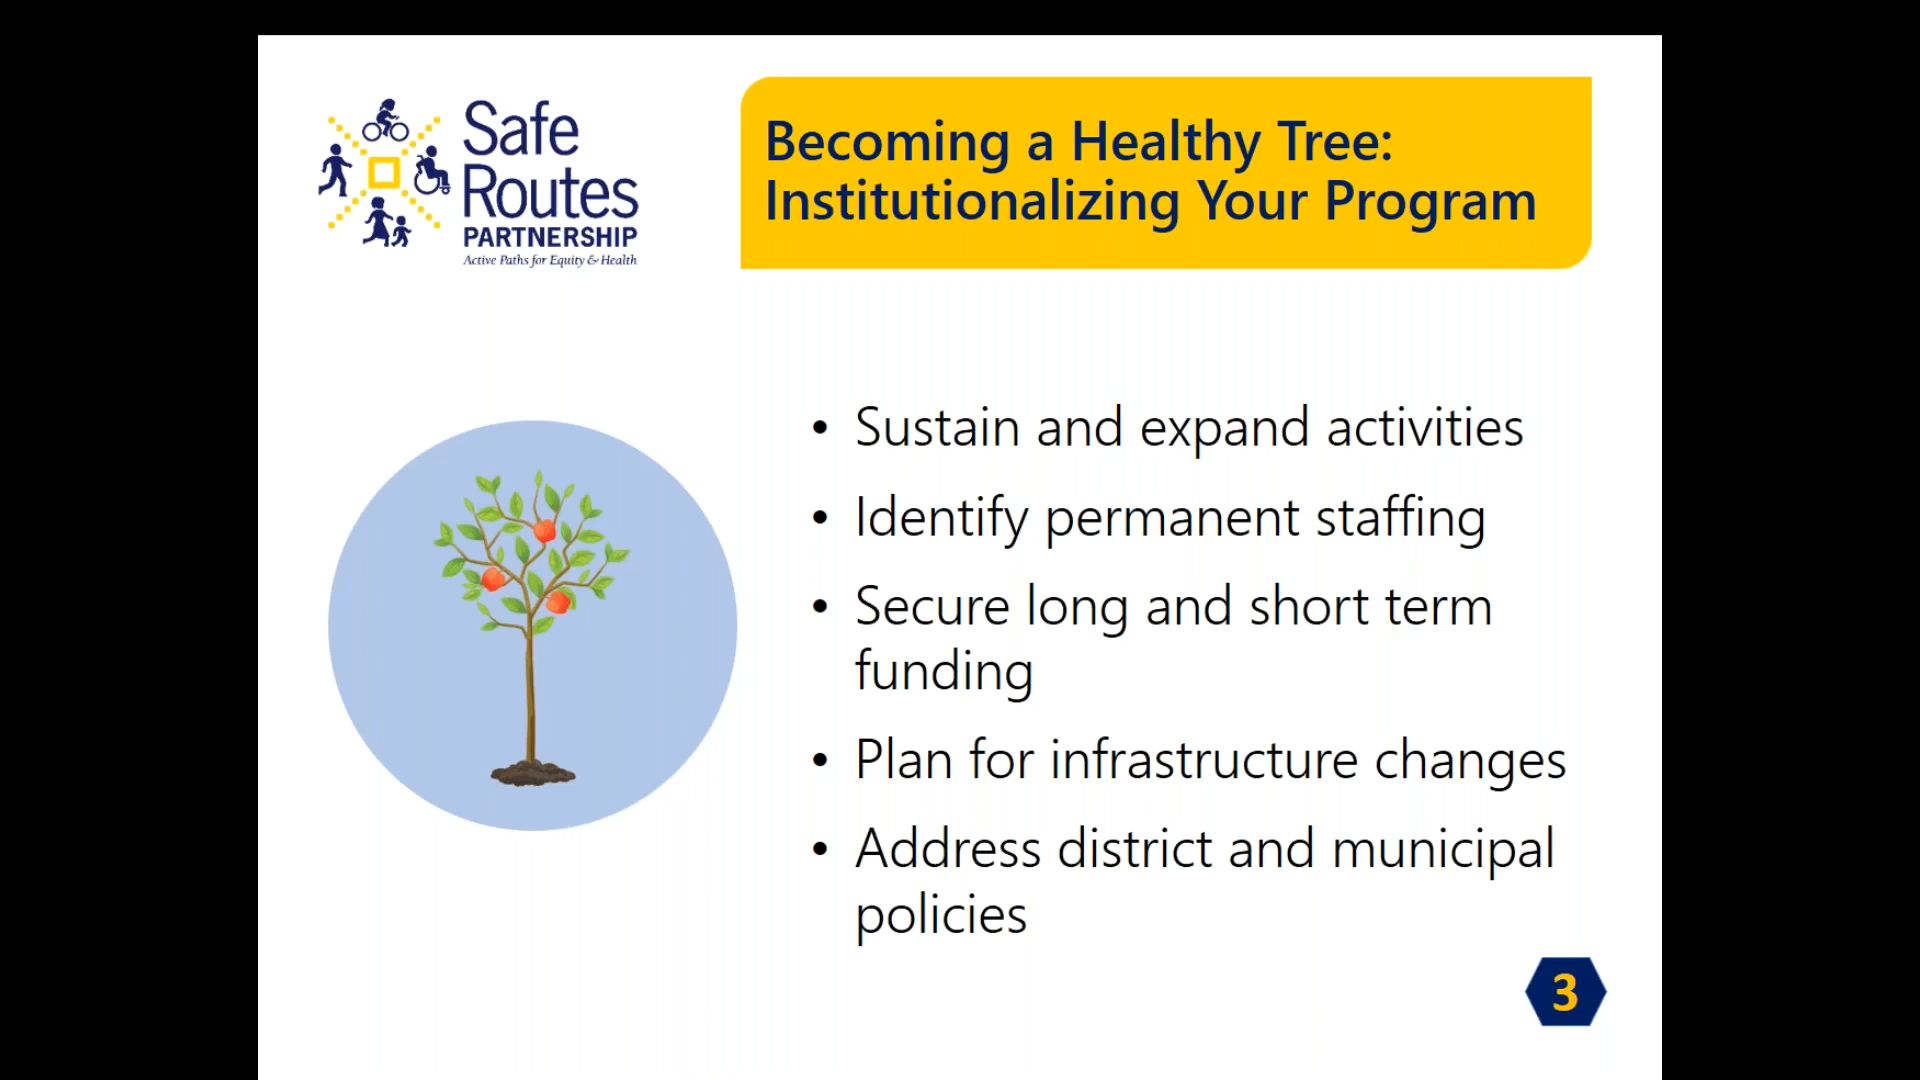 Safe
Routes
PARTNERSHIP
Active Paths for Equity & Health
Becoming a Healthy Tree:
Institutionalizing Your Program
• Sustain and expand activities
• Identify permanent staffing
• Secure long and short term
funding
• Plan for infrastructure changes
• Address district and municipal
policies
3